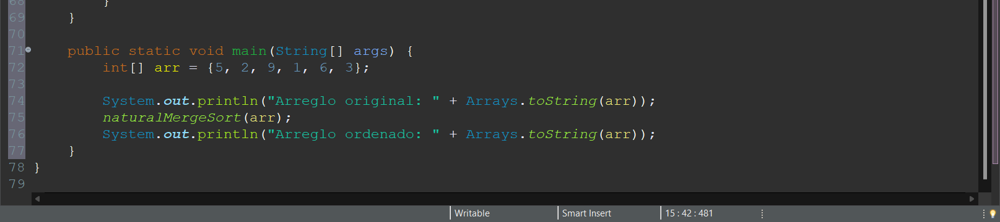 68 }
69 }
70
71 public static void main(String[] args) {
72 int[] arr = {5, 2, 9, 1, 6, 3};
73
74 System.out.println("Arreglo original: " + Arrays.toString(arr));
75 naturalMergeSort(arr);
76 System.out.println("Arreglo ordenado: " + Arrays.toString(arr));
77 }
78 }
79
Writable Smart Insert 15 : 42 : 481